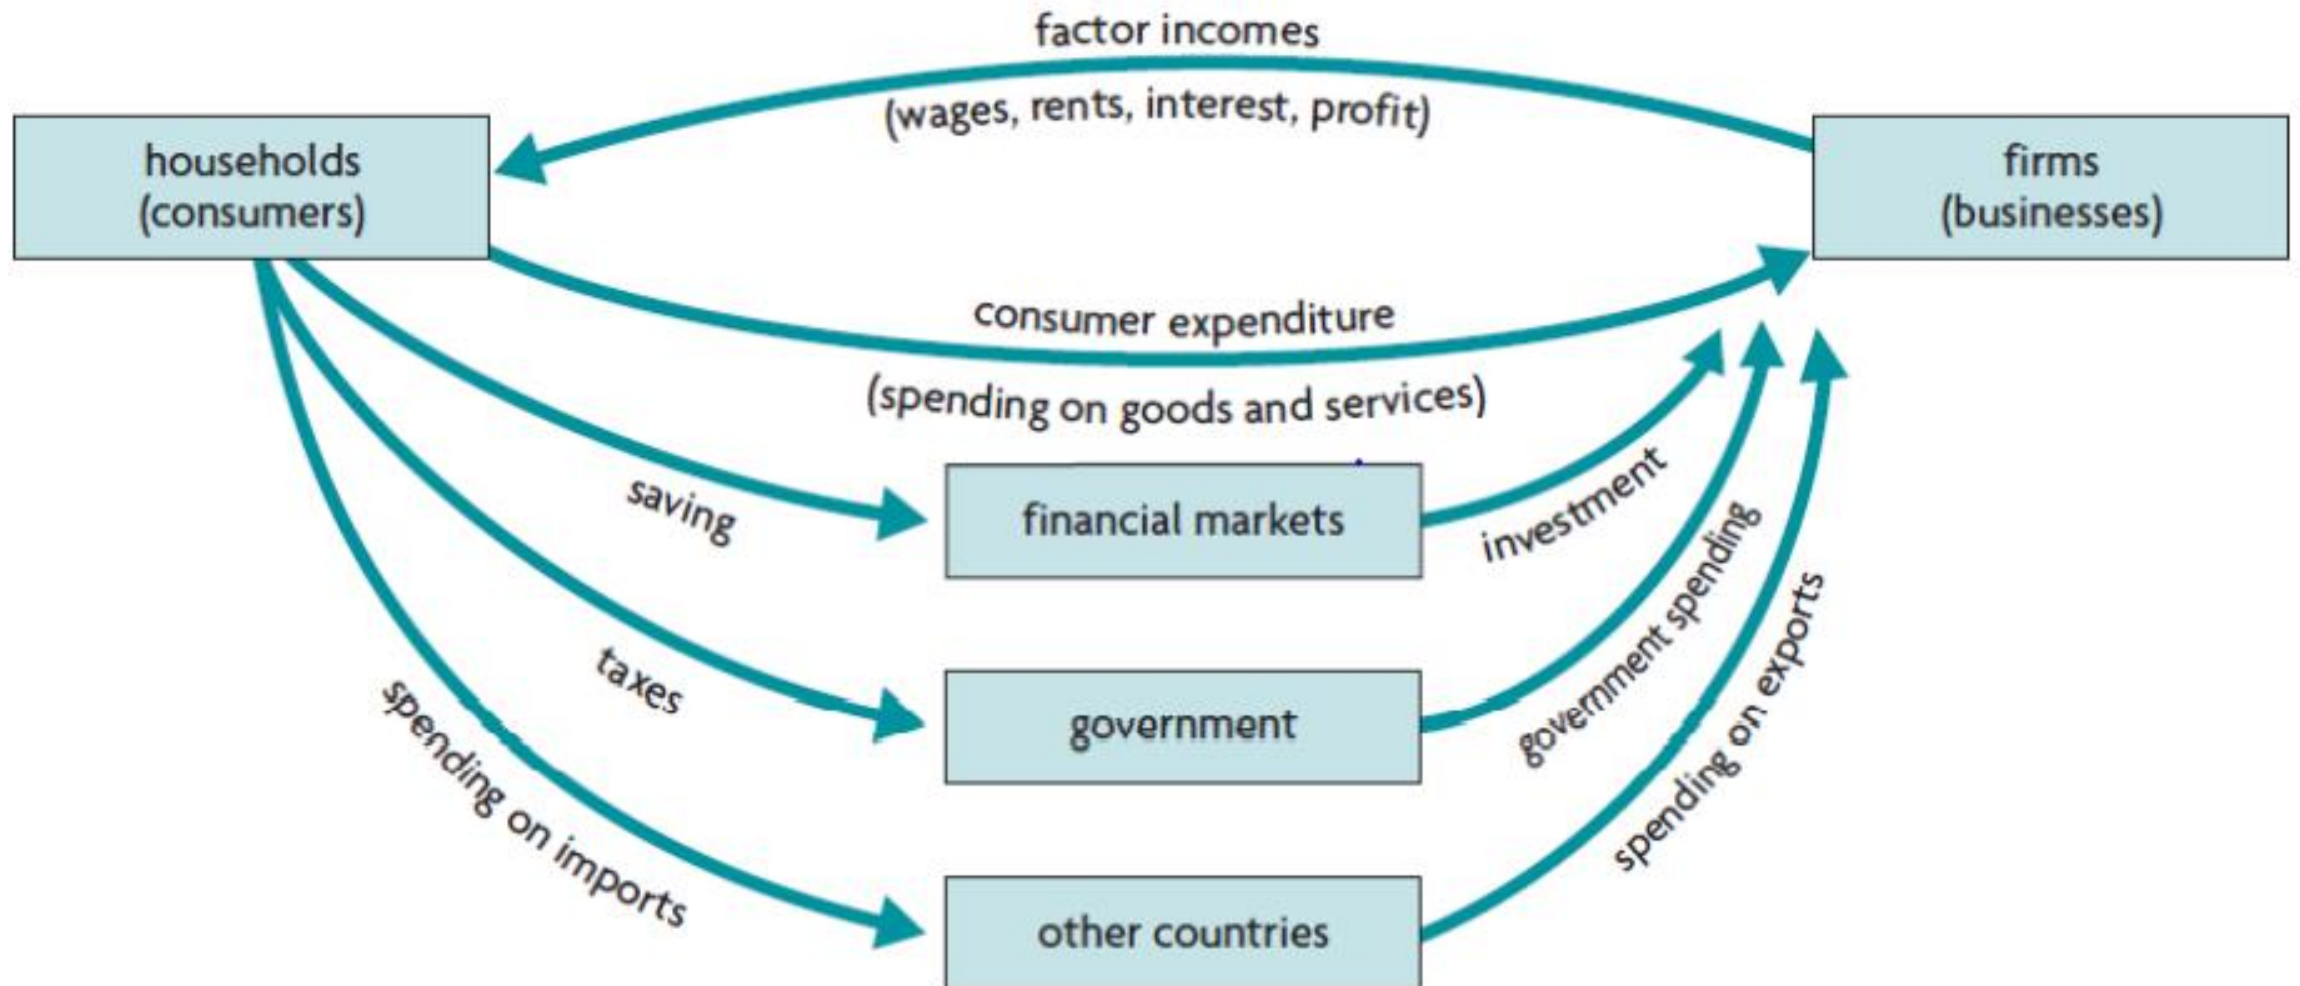 factor incomes
(wages, rents, interest, profit)
households
(consumers)
firms
(businesses)
consumer expenditure
(spending on goods and services)
saving
financial markets
investment
taxes
government
government spending
spending on imports
other countries
spending on exports